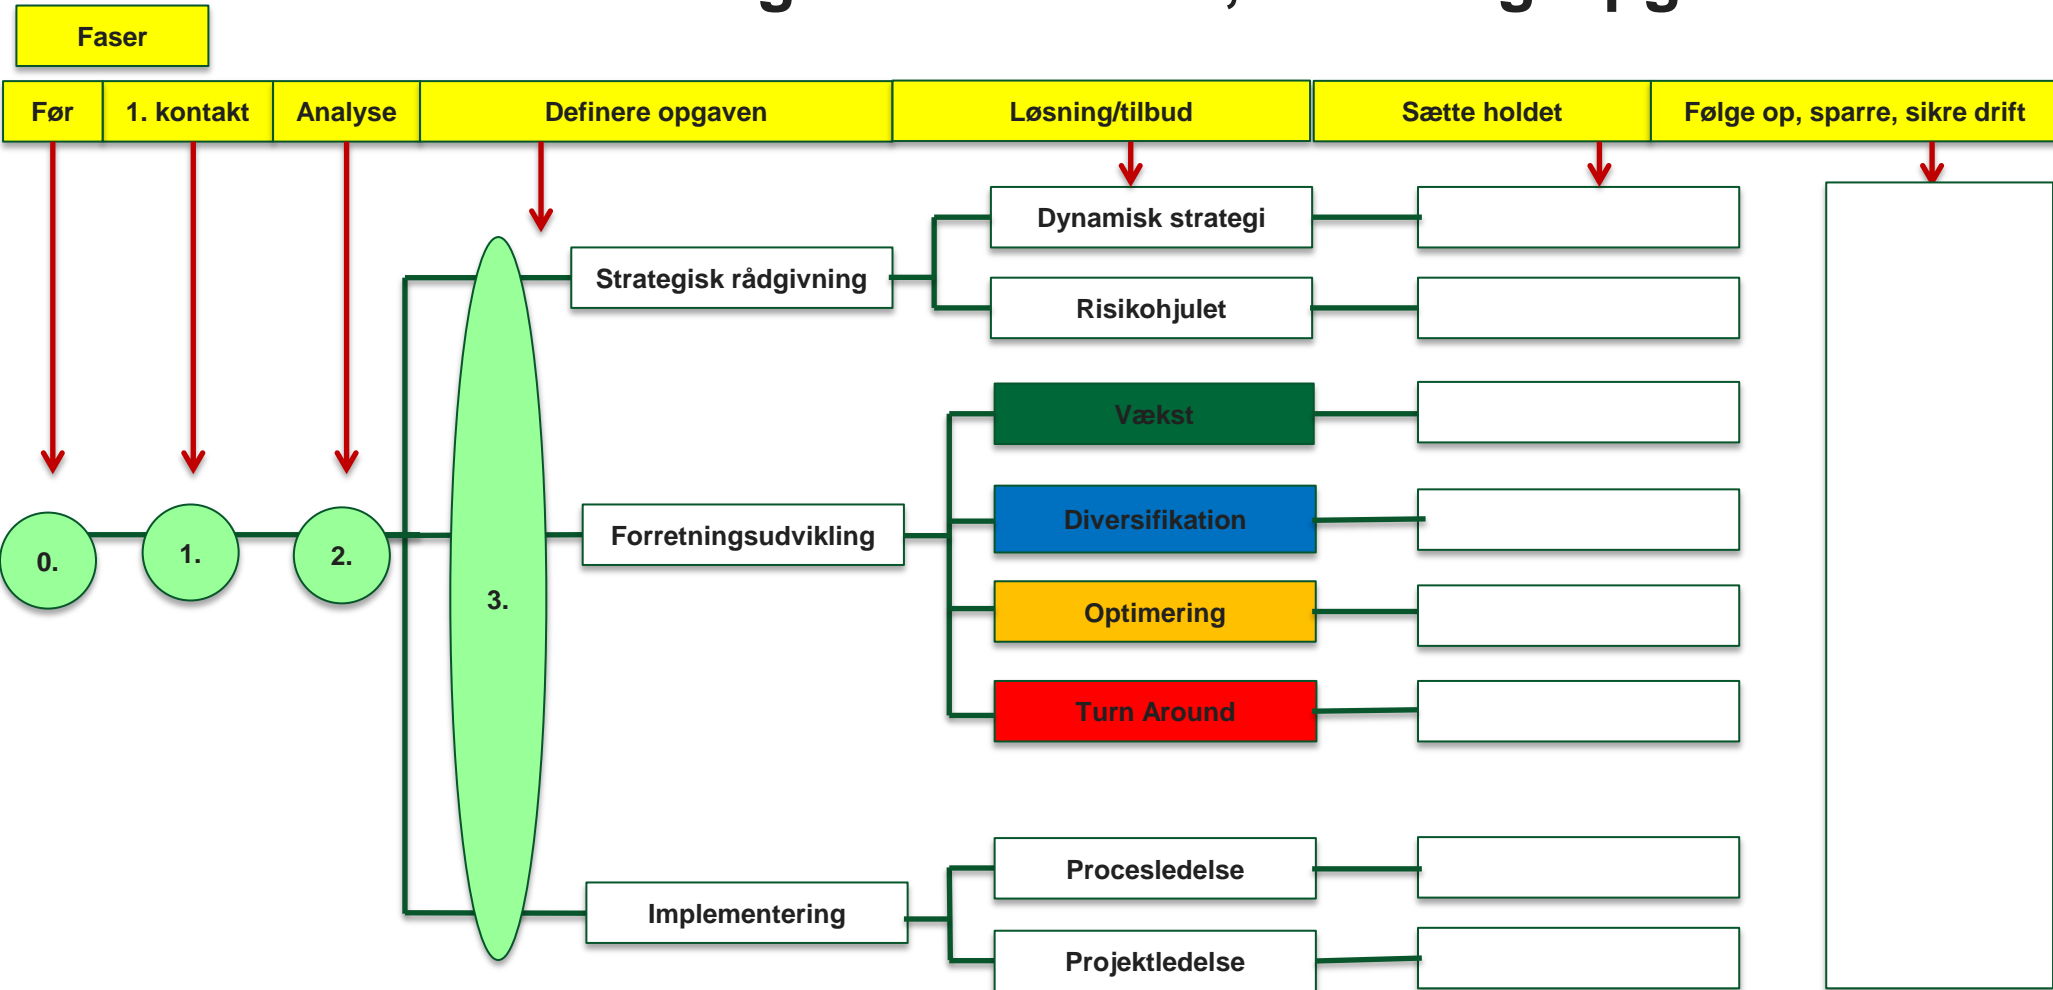 Faser
Før
1. kontakt
Analyse
Definere opgaven
Løsning/tilbud
Sætte holdet
Følge op, sparre, sikre drift
Dynamisk strategi
Strategisk rådgivning
Risikohjulet
Vækst
Diversifikation
Forretningsudvikling
0.
1.
2.
3.
Optimering
Turn Around
Procesledelse
Implementering
Projektledelse